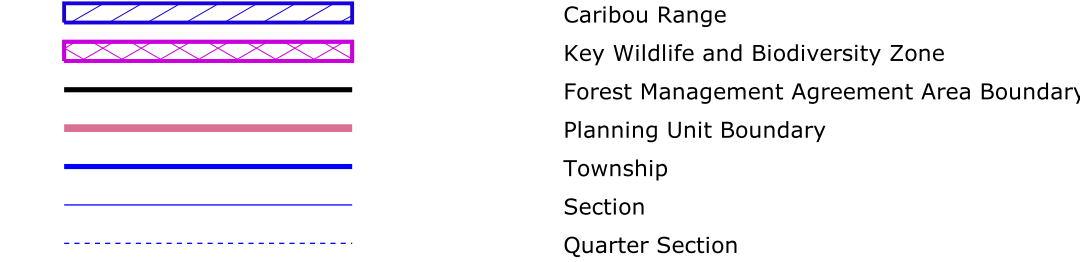 Caribou Range
Key Wildlife and Biodiversity Zone
Forest Management Agreement Area Boundary
Planning Unit Boundary
Township
Section
Quarter Section